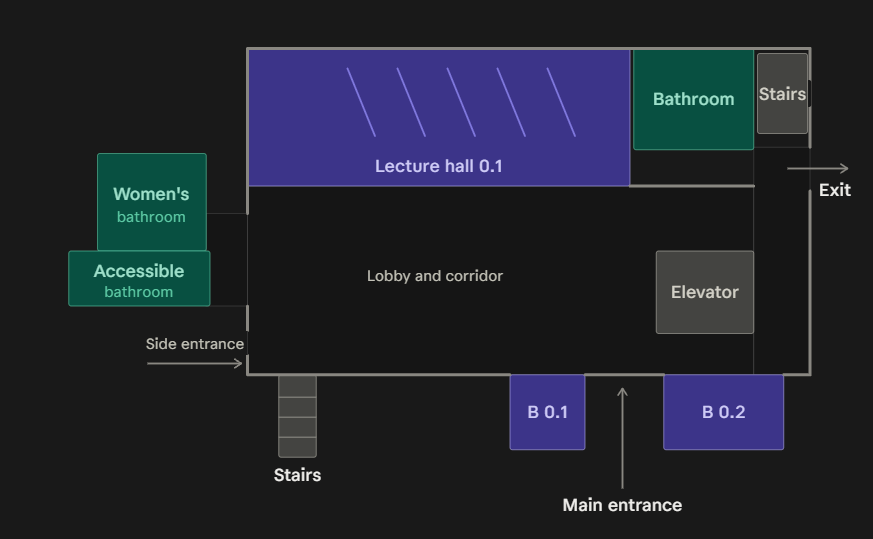 Bathroom
Stairs
Lecture hall 0.1
Exit
Women's
bathroom
Accessible
bathroom
Lobby and corridor
Elevator
Side entrance
B 0.1
B 0.2
Stairs
Main entrance